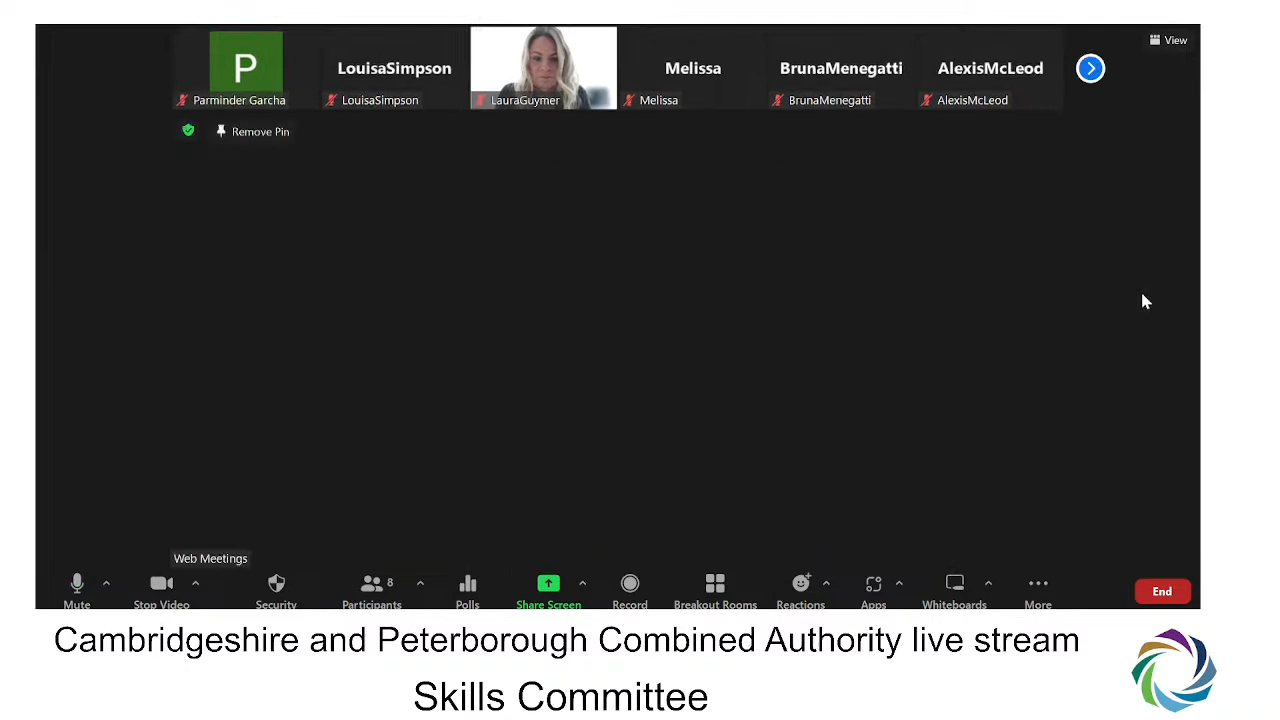 View
P
LouisaSimpson
Melissa
BrunaMenegatti
AlexisMcLeod
Parminder Garcha
LouisaSimpson
LauraGuymer
Melissa
BrunaMenegatti
AlexisMcLeod
Remove Pin
Web Meetings
8
Mute
Stop Video
Security
Participants
Polls
Share Screen
Record
Breakout Rooms
Reactions
Apps
Whiteboards
More
End
Cambridgeshire and Peterborough Combined Authority live stream
Skills Committee